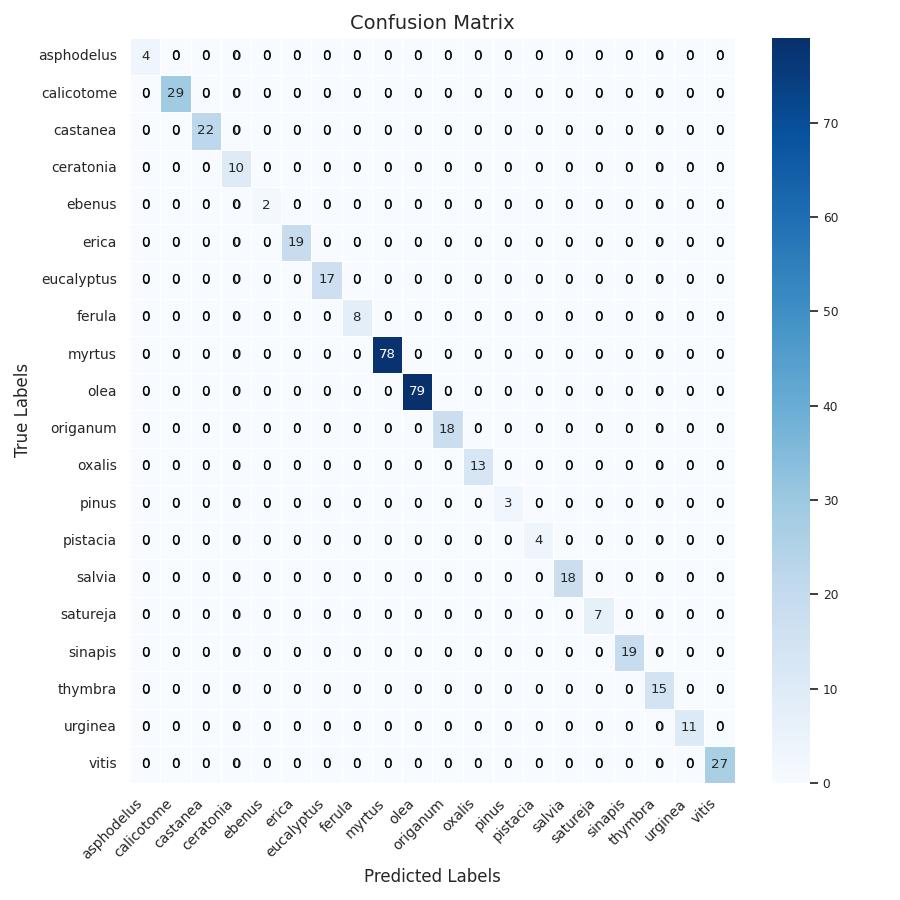 Confusion Matrix
asphodelus 4 0 0 0 0 0 0 0 0 0 0 0 0 0 0 0 0 0 0 0
calicotome 0 29 0 0 0 0 0 0 0 0 0 0 0 0 0 0 0 0 0 0
castanea 0 0 22 0 0 0 0 0 0 0 0 0 0 0 0 0 0 0 0 0
ceratonia 0 0 0 10 0 0 0 0 0 0 0 0 0 0 0 0 0 0 0 0
ebenus 0 0 0 0 2 0 0 0 0 0 0 0 0 0 0 0 0 0 0 0
erica 0 0 0 0 0 19 0 0 0 0 0 0 0 0 0 0 0 0 0 0
eucalyptus 0 0 0 0 0 0 17 0 0 0 0 0 0 0 0 0 0 0 0 0
ferula 0 0 0 0 0 0 0 8 0 0 0 0 0 0 0 0 0 0 0 0
myrtus 0 0 0 0 0 0 0 0 78 0 0 0 0 0 0 0 0 0 0 0
olea 0 0 0 0 0 0 0 0 0 79 0 0 0 0 0 0 0 0 0 0
origanum 0 0 0 0 0 0 0 0 0 0 18 0 0 0 0 0 0 0 0 0
oxalis 0 0 0 0 0 0 0 0 0 0 0 13 0 0 0 0 0 0 0 0
pinus 0 0 0 0 0 0 0 0 0 0 0 0 3 0 0 0 0 0 0 0
pistacia 0 0 0 0 0 0 0 0 0 0 0 0 0 4 0 0 0 0 0 0
salvia 0 0 0 0 0 0 0 0 0 0 0 0 0 0 18 0 0 0 0 0
satureja 0 0 0 0 0 0 0 0 0 0 0 0 0 0 0 7 0 0 0 0
sinapis 0 0 0 0 0 0 0 0 0 0 0 0 0 0 0 0 19 0 0 0
thymbra 0 0 0 0 0 0 0 0 0 0 0 0 0 0 0 0 0 15 0 0
urginea 0 0 0 0 0 0 0 0 0 0 0 0 0 0 0 0 0 0 11 0
vitis 0 0 0 0 0 0 0 0 0 0 0 0 0 0 0 0 0 0 0 27
asphodelus calicotome castanea ceratonia ebenus erica eucalyptus ferula myrtus olea origanum oxalis pinus pistacia salvia satureja sinapis thymbra urginea vitis
Predicted Labels
True Labels
70
60
50
40
30
20
10
0